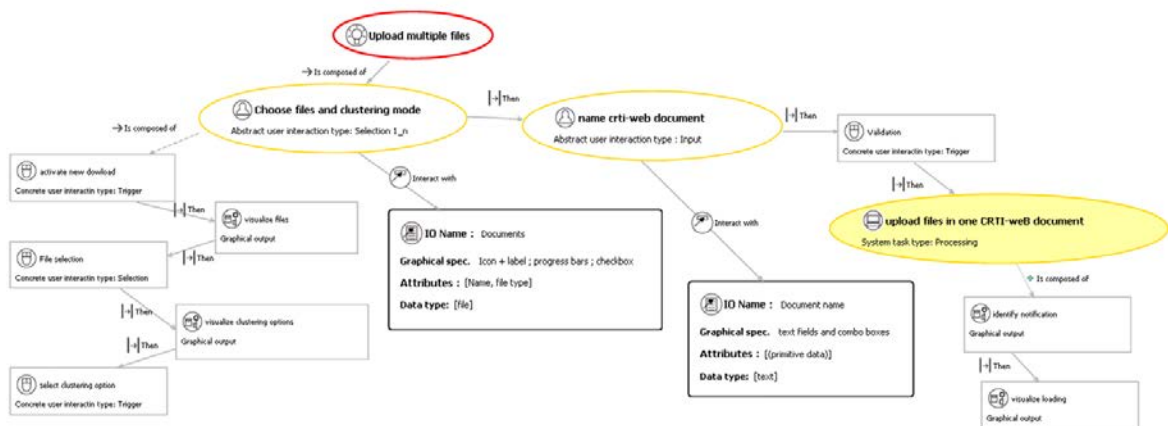 Upload multiple files
Is composed of
Choose files and clustering mode
Abstract user interaction type: Selection 1_n
Then
name crti-web document
Abstract user interaction type : Input
Then
Validation
Concrete user interactin type: Trigger
Is composed of
activate new dowload
Concrete user interactin type: Trigger
Then
visualize files
Graphical output
Then
File selection
Concrete user interactin type: Selection
Then
visualize clustering options
Graphical output
Then
select clustering option
Concrete user interactin type: Trigger
Interact with
IO Name : Documents
Graphical spec. Icon + label ; progress bars ; checkbox
Attributes : [Name, file type]
Data type: [file]
Interact with
IO Name : Document name
Graphical spec. text fields and combo boxes
Attributes : [(primitive data)]
Data type: [text]
Then
upload files in one CRTI-weB document
System task type: Processing
Is composed of
identify notification
Graphical output
Then
visualize loading
Graphical output